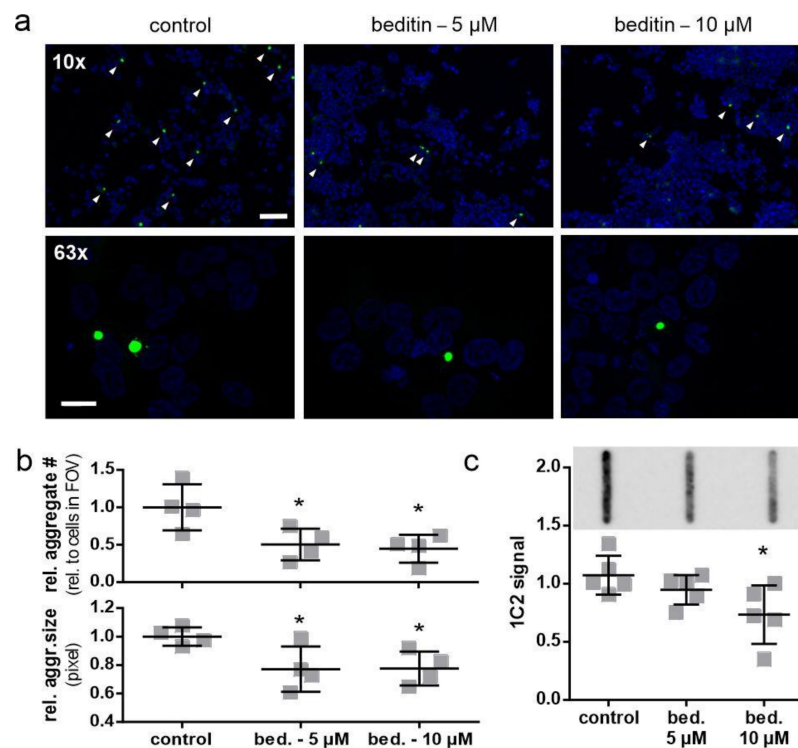 a
control
beditin – 5 µM
beditin – 10 µM
10x
63x
b
rel. aggregate #
(rel. to cells in FOV)
1.5
1.0
0.5
0.0
*
*
rel. aggr.size
(pixel)
1.2
1.0
0.8
0.6
0.4
*
*
control
bed. - 5 µM
bed. - 10 µM
c
1C2 signal
2.0
1.5
1.0
0.5
0.0
*
control
bed.
5 µM
bed.
10 µM